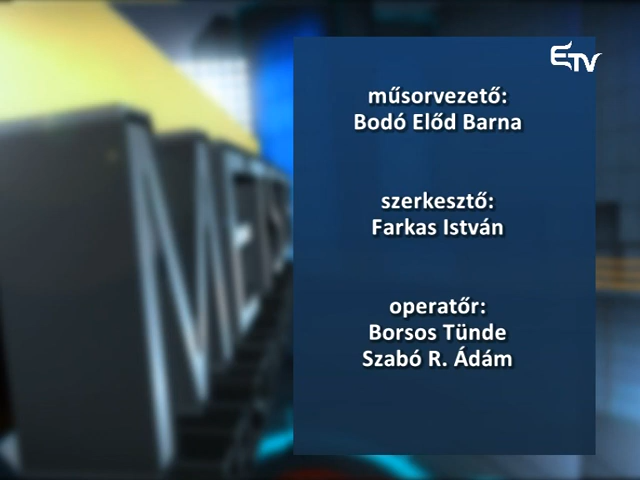 ETV
műsorvezető:
Bodó Előd Barna
szerkesztő:
Farkas István
operatőr:
Borsos Tünde
Szabó R. Ádám